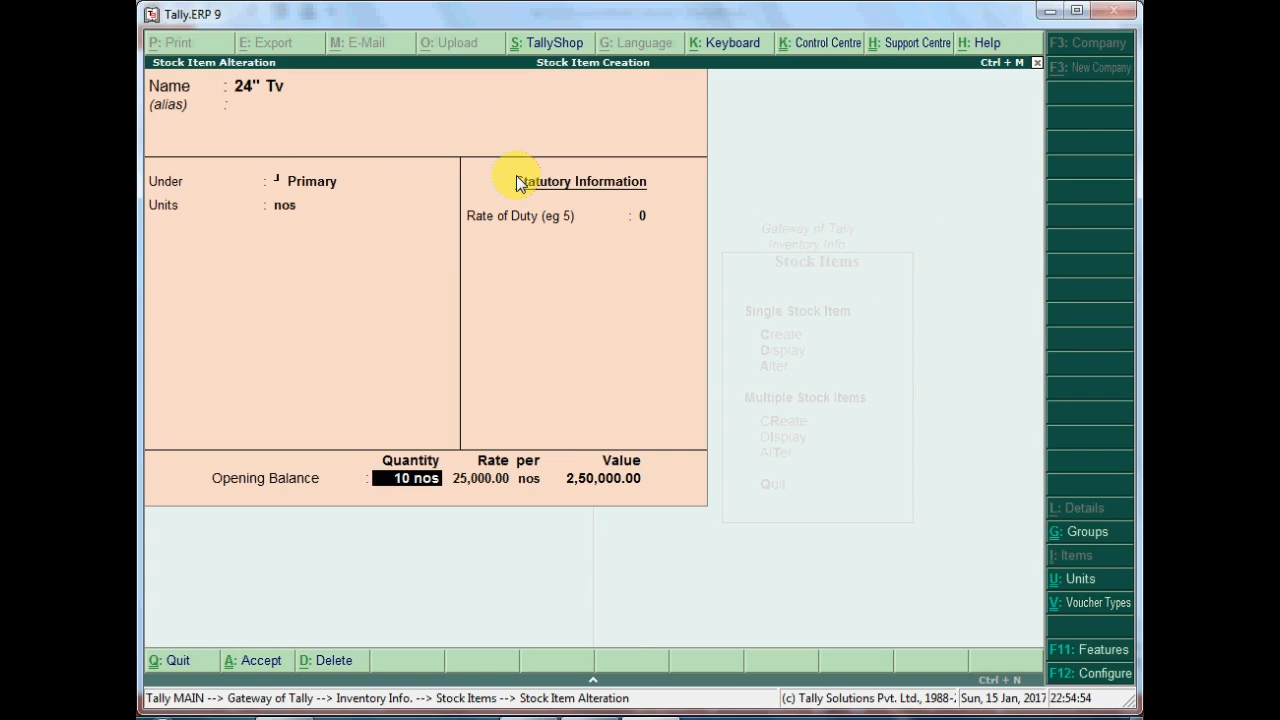 Tally.ERP 9
P: Print E: Export M: E-Mail O: Upload S: TallyShop G: Language K: Keyboard K: Control Centre H: Support Centre H: Help
F3: Company
F3: New Company
Stock Item Alteration Stock Item Creation Ctrl + M
Name : 24" Tv
(alias) :
Under : Primary
Units : nos
Statutory Information
Rate of Duty (eg 5) : 0
Gateway of Tally
Inventory Info.
Stock Items
Single Stock Item
Create
Display
Alter
Multiple Stock Items
CReate
DIsplay
AlTer
Quit
Quantity Rate per Value
Opening Balance : 10 nos 25,000.00 nos 2,50,000.00
L: Details
G: Groups
I: Items
U: Units
V: Voucher Types
F11: Features
F12: Configure
Q: Quit A: Accept D: Delete
Ctrl + N
Tally MAIN --> Gateway of Tally --> Inventory Info. --> Stock Items --> Stock Item Alteration (c) Tally Solutions Pvt. Ltd., 1988- Sun, 15 Jan, 2017 22:54:54